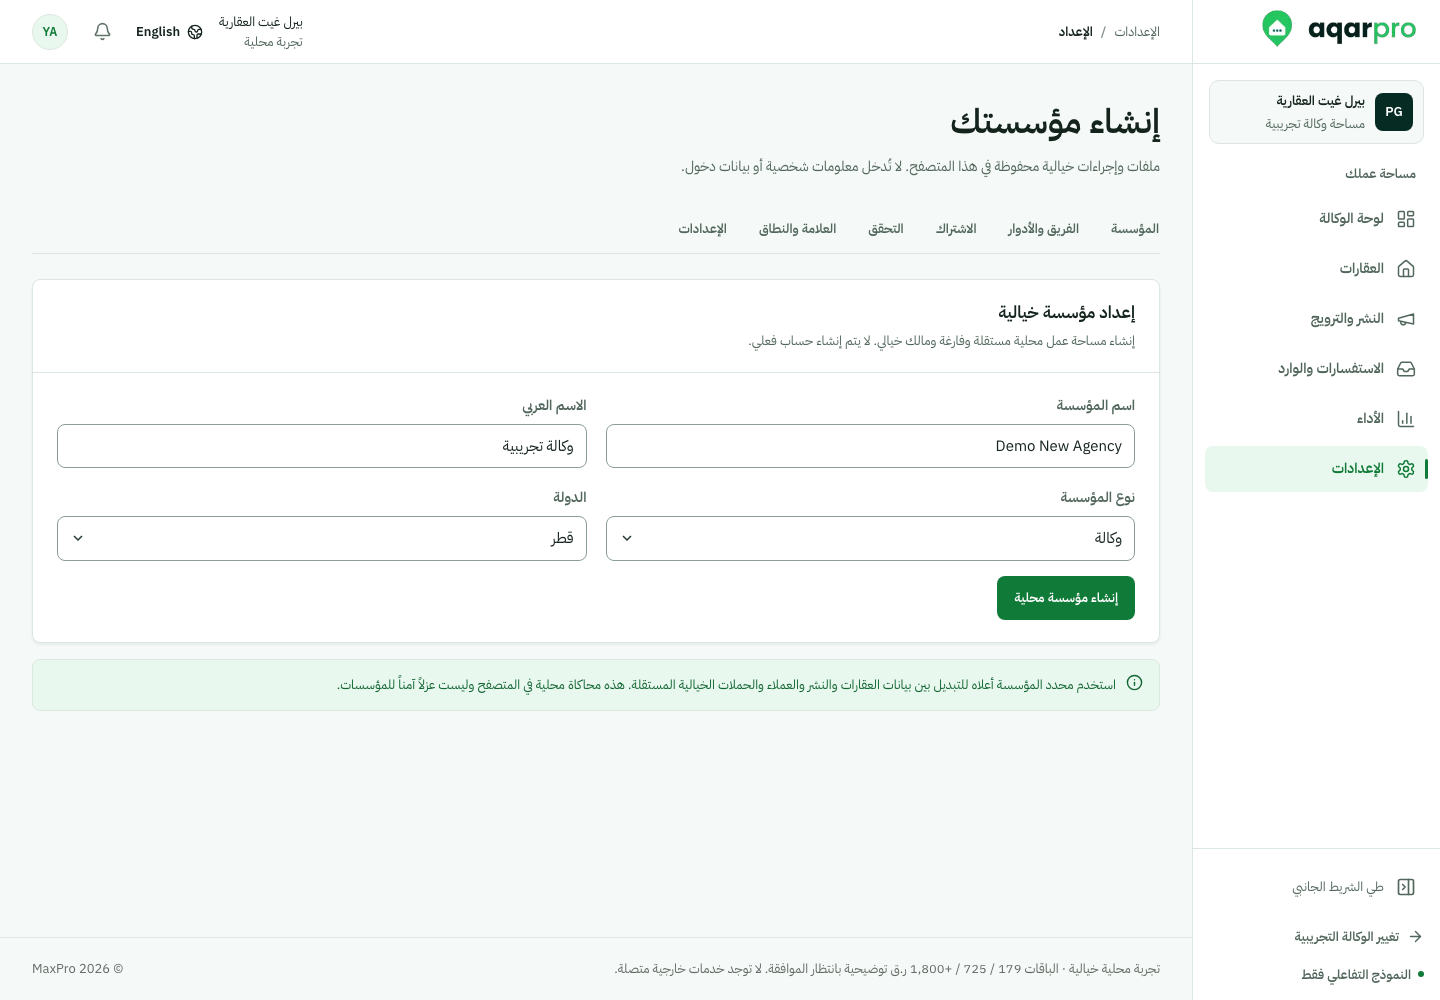 aqarpro
PG
بيرل غيت العقارية
مساحة وكالة تجريبية
مساحة عملك
لوحة الوكالة
العقارات
النشر والترويج
الاستفسارات والوارد
الأداء
الإعدادات
طي الشريط الجانبي
تغيير الوكالة التجريبية
النموذج التفاعلي فقط
الإعدادات / الإعداد
بيرل غيت العقارية
تجربة محلية
English
YA
إنشاء مؤسستك
ملفات وإجراءات خيالية محفوظة في هذا المتصفح. لا تُدخل معلومات شخصية أو بيانات دخول.
المؤسسة
الفريق والأدوار
الاشتراك
التحقق
العلامة والنطاق
الإعدادات
إعداد مؤسسة خيالية
إنشاء مساحة عمل محلية مستقلة وفارغة ومالك خيالي. لا يتم إنشاء حساب فعلي.
اسم المؤسسة
Demo New Agency
الاسم العربي
وكالة تجريبية
نوع المؤسسة
وكالة
الدولة
قطر
إنشاء مؤسسة محلية
استخدم محدد المؤسسة أعلاه للتبديل بين بيانات العقارات والنشر والعملاء والحملات الخيالية المستقلة. هذه محاكاة محلية في المتصفح وليست عزلاً آمناً للمؤسسات.
تجربة محلية خيالية · الباقات 179 / 725 / +1,800 ر.ق توضيحية بانتظار الموافقة. لا توجد خدمات خارجية متصلة.
© 2026 MaxPro